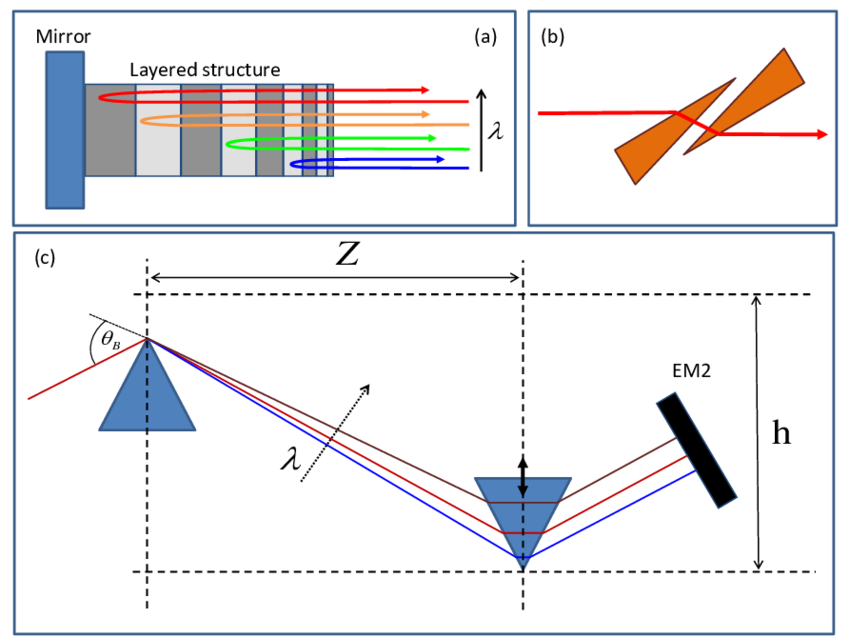 Mirror
(a)
Layered structure
λ
(b)
(c)
Z
θB
EM2
h
λ